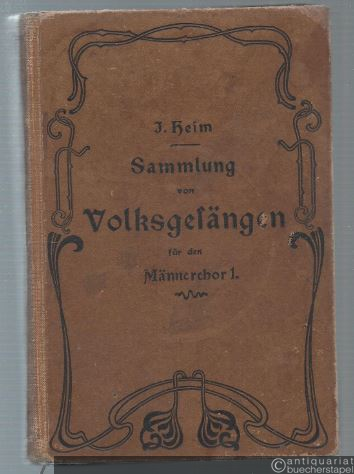 J. Heim
Sammlung
von
Volksgesängen
für den
Männerchor I.
antiquariat
buecherstapel